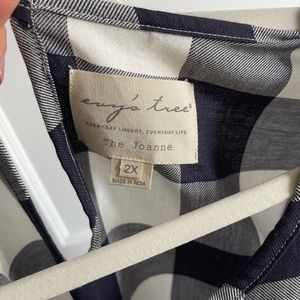 evy's tree®
EVERYDAY LUXURY, EVERYDAY LIFE
The Joanne
2X
MADE IN INDIA